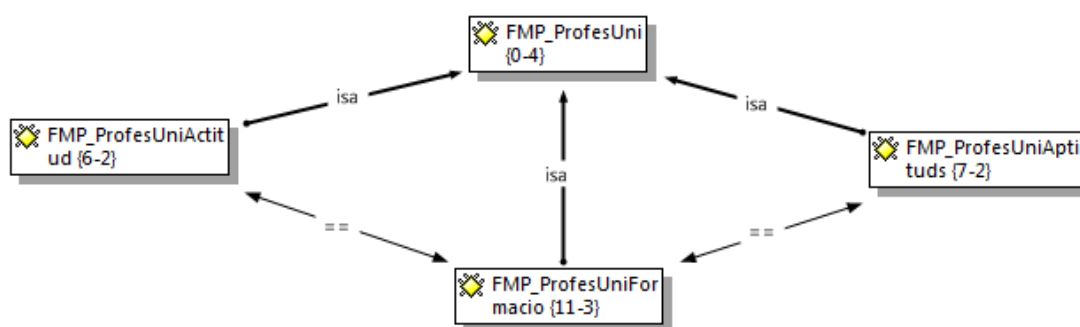 FMP_ProfesUni
{0-4}
isa
isa
FMP_ProfesUniActit
ud {6-2}
FMP_ProfesUniApti
tuds {7-2}
isa
==
==
FMP_ProfesUniFor
macio {11-3}